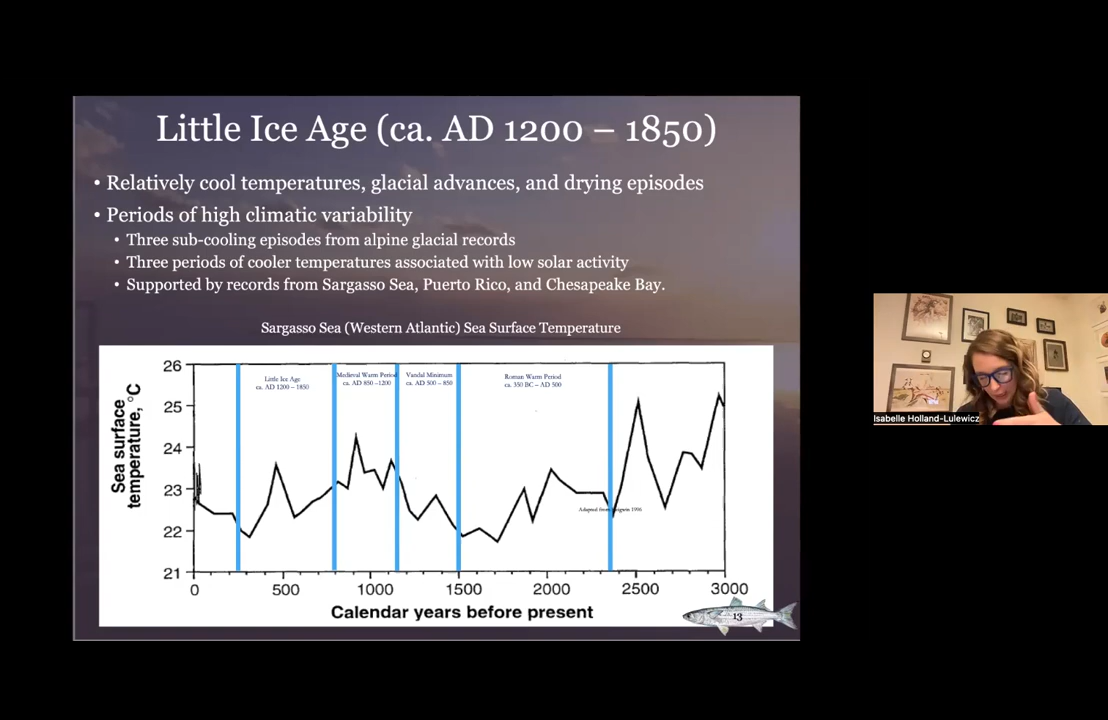 Little Ice Age (ca. AD 1200 – 1850)
• Relatively cool temperatures, glacial advances, and drying episodes
• Periods of high climatic variability
• Three sub-cooling episodes from alpine glacial records
• Three periods of cooler temperatures associated with low solar activity
• Supported by records from Sargasso Sea, Puerto Rico, and Chesapeake Bay.
Sargasso Sea (Western Atlantic) Sea Surface Temperature
Sea surface
temperature, °C
26
25
24
23
22
21
Little Ice Age
ca. AD 1200 – 1850
Medieval Warm Period
ca. AD 850 –1200
Vandal Minimum
ca. AD 500 – 850
Roman Warm Period
ca. 350 BC – AD 500
Adapted from 1996
0 500 1000 1500 2000 2500 3000
Calendar years before present
13
Isabelle Holland-Lulewicz